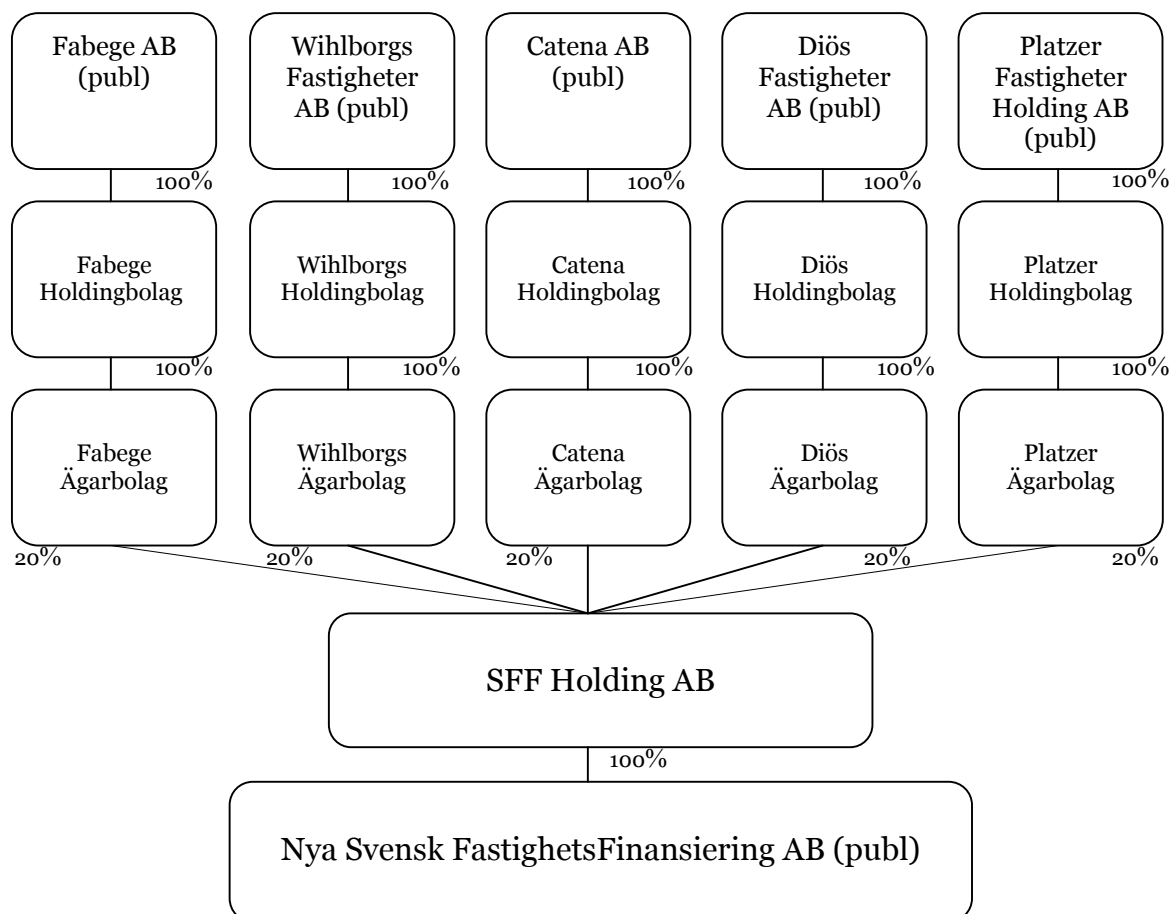 Fabege AB
(publ)
Wihlborgs
Fastigheter
AB (publ)
Catena AB
(publ)
Diös
Fastigheter
AB (publ)
Platzer
Fastigheter
Holding AB
(publ)
100%
100%
100%
100%
100%
Fabege
Holdingbolag
Wihlborgs
Holdingbolag
Catena
Holdingbolag
Diös
Holdingbolag
Platzer
Holdingbolag
100%
100%
100%
100%
100%
Fabege
Ägarbolag
Wihlborgs
Ägarbolag
Catena
Ägarbolag
Diös
Ägarbolag
Platzer
Ägarbolag
20%
20%
20%
20%
20%
SFF Holding AB
100%
Nya Svensk FastighetsFinansiering AB (publ)